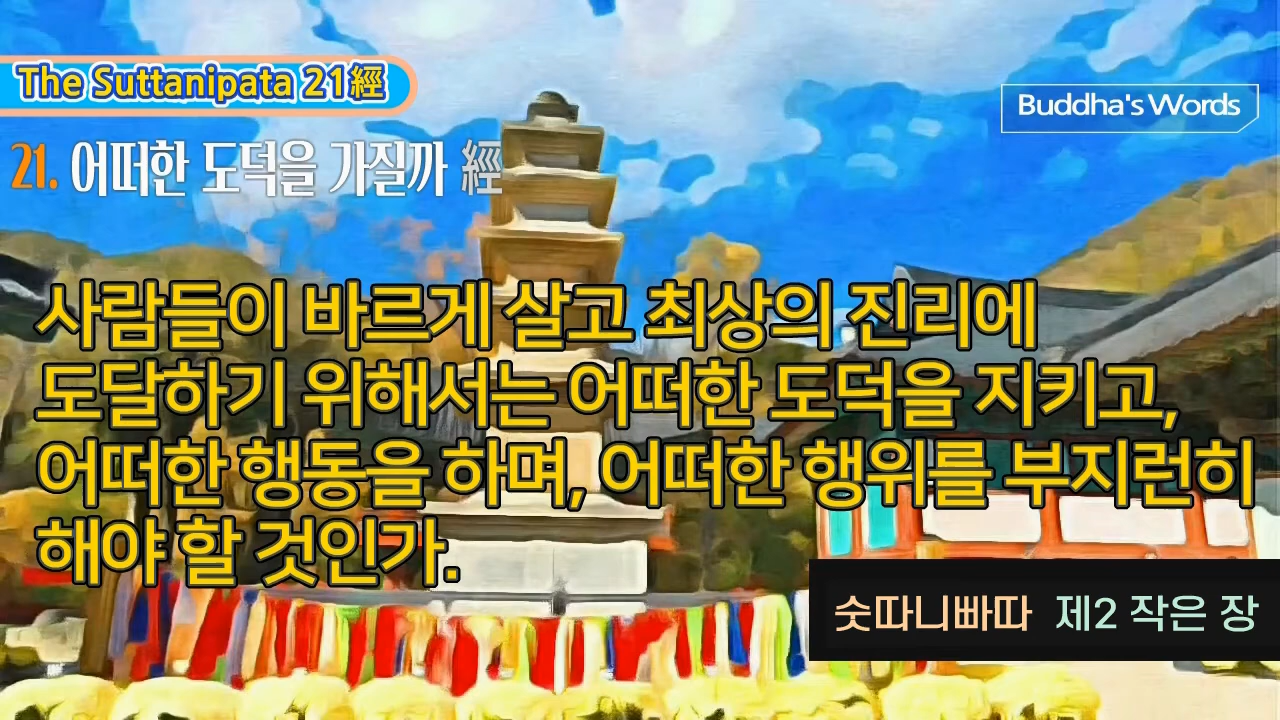 The Suttanipata 21經
Buddha's Words
21. 어떠한 도덕을 가질까 經
사람들이 바르게 살고 최상의 진리에
도달하기 위해서는 어떠한 도덕을 지키고,
어떠한 행동을 하며, 어떠한 행위를 부지런히
해야 할 것인가.
숫따니빠따 제2 작은 장